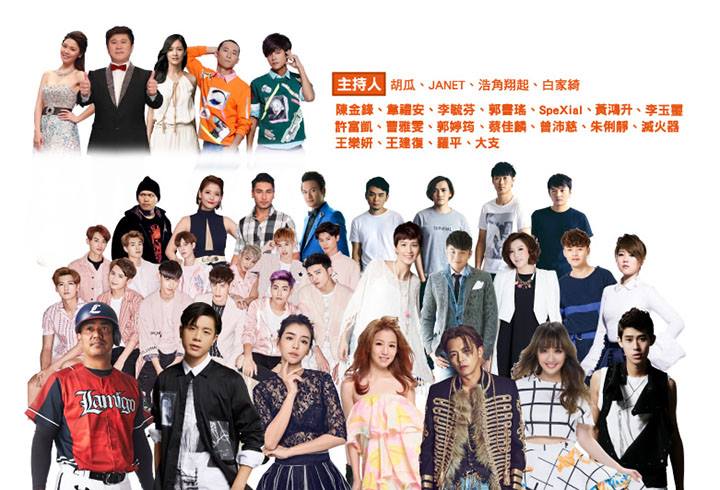 主持人 胡瓜、JANET、浩角翔起、白家綺
陳金鋒、韋禮安、李毓芬、郭書瑤、SpeXial、黃鴻升、李玉璽
許富凱、曹雅雯、郭婷筠、蔡佳麟、曾沛慈、朱俐靜、滅火器
王樂妍、王建復、羅平、大支
L
Lamigo